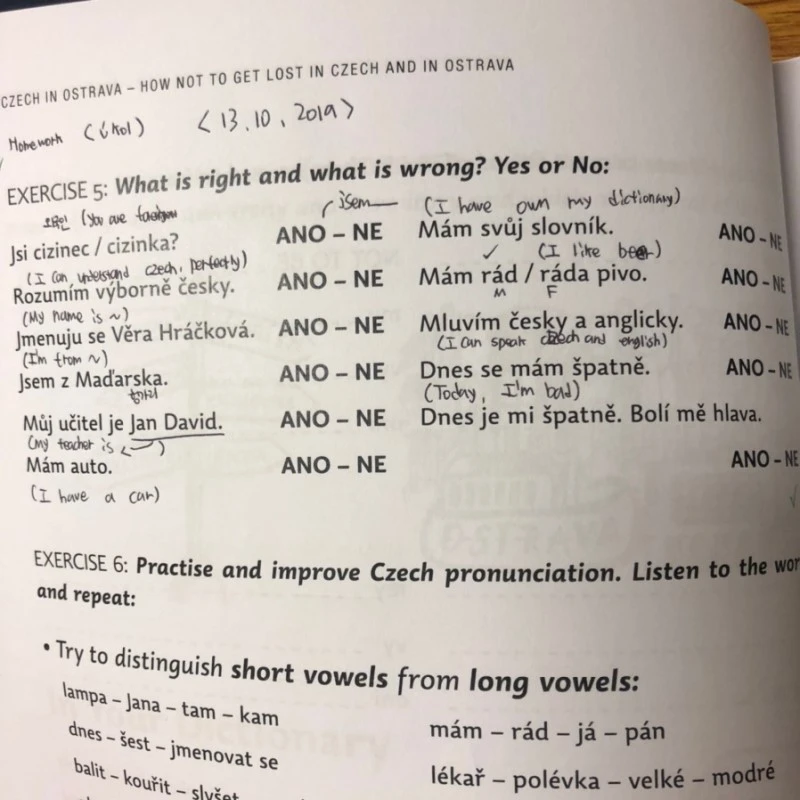 CZECH IN OSTRAVA – HOW NOT TO GET LOST IN CZECH AND IN OSTRAVA
Homework (úkol) <13.10.2019>
EXERCISE 5: What is right and what is wrong? Yes or No:
외국인 (You are
Jsi cizinec / cizinka? ANO – NE
(I can understand czech, perfectly)
Rozumím výborně česky. ANO – NE
(My name is ~)
Jmenuju se Věra Hráčková. ANO – NE
(I'm from ~)
Jsem z Maďarska. ANO – NE
헝가리
Můj učitel je Jan David. ANO – NE
(My teacher is ~)
Mám auto. ANO – NE
(I have a car)
jsem (I have own my dictionary)
Mám svůj slovník. ANO – NE
✓ (I like beer)
Mám rád / ráda pivo. ANO – NE
M F
Mluvím česky a anglicky. ANO – NE
(I can speak czech and english)
Dnes se mám špatně. ANO – NE
(Today, I'm bad)
Dnes je mi špatně. Bolí mě hlava.
ANO – NE
EXERCISE 6: Practise and improve Czech pronunciation. Listen to the wor
and repeat:
• Try to distinguish short vowels from long vowels:
lampa – Jana – tam – kam
dnes – šest – jmenovat se
balit – kouřit – slyšet
mám – rád – já – pán
lékař – polévka – velké – modré